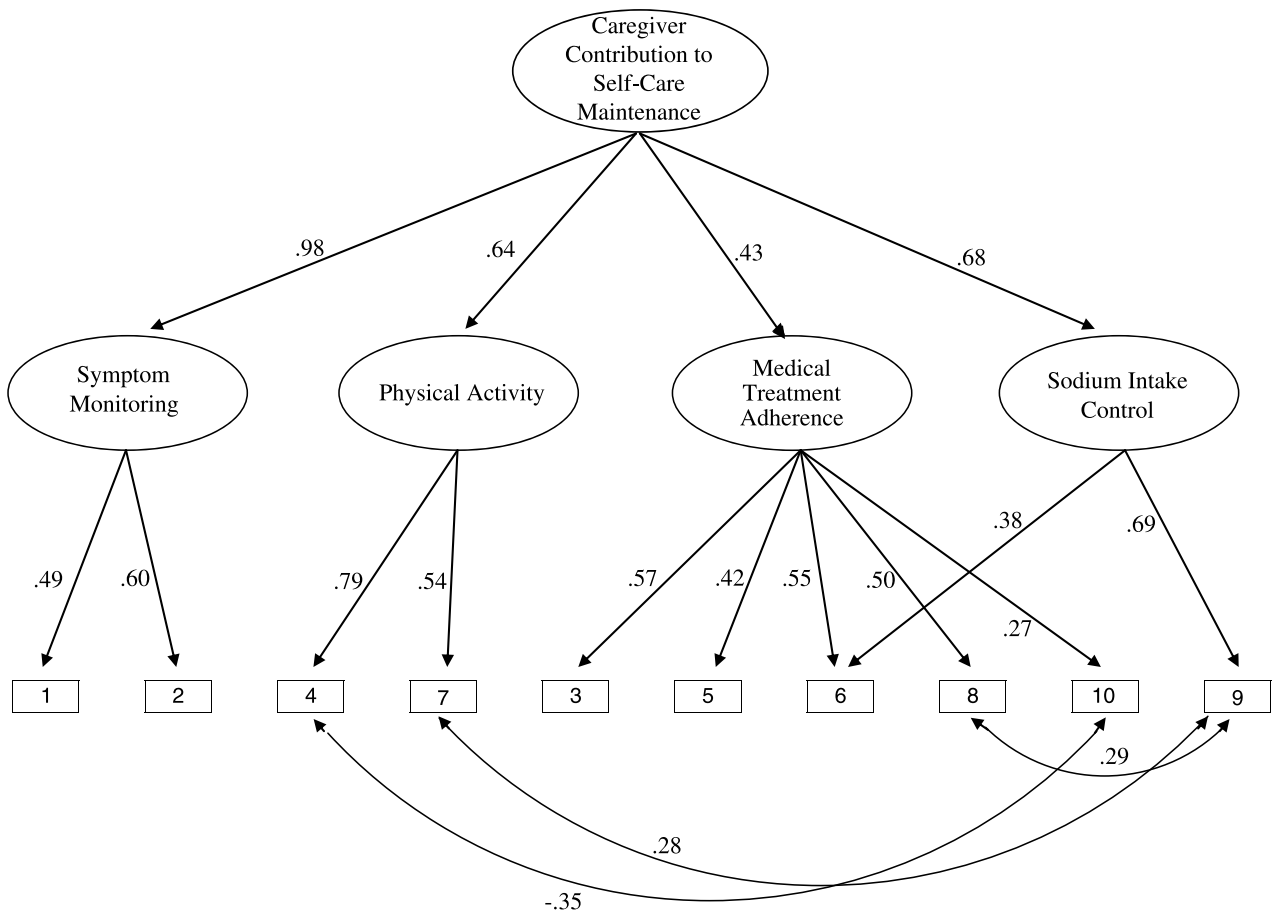 Caregiver
Contribution to
Self-Care
Maintenance
.98
.64
.43
.68
Symptom
Monitoring
Physical Activity
Medical
Treatment
Adherence
Sodium Intake
Control
.49
.60
.79
.54
.57
.42
.55
.50
.27
.38
.69
1
2
4
7
3
5
6
8
10
9
.29
.28
-.35